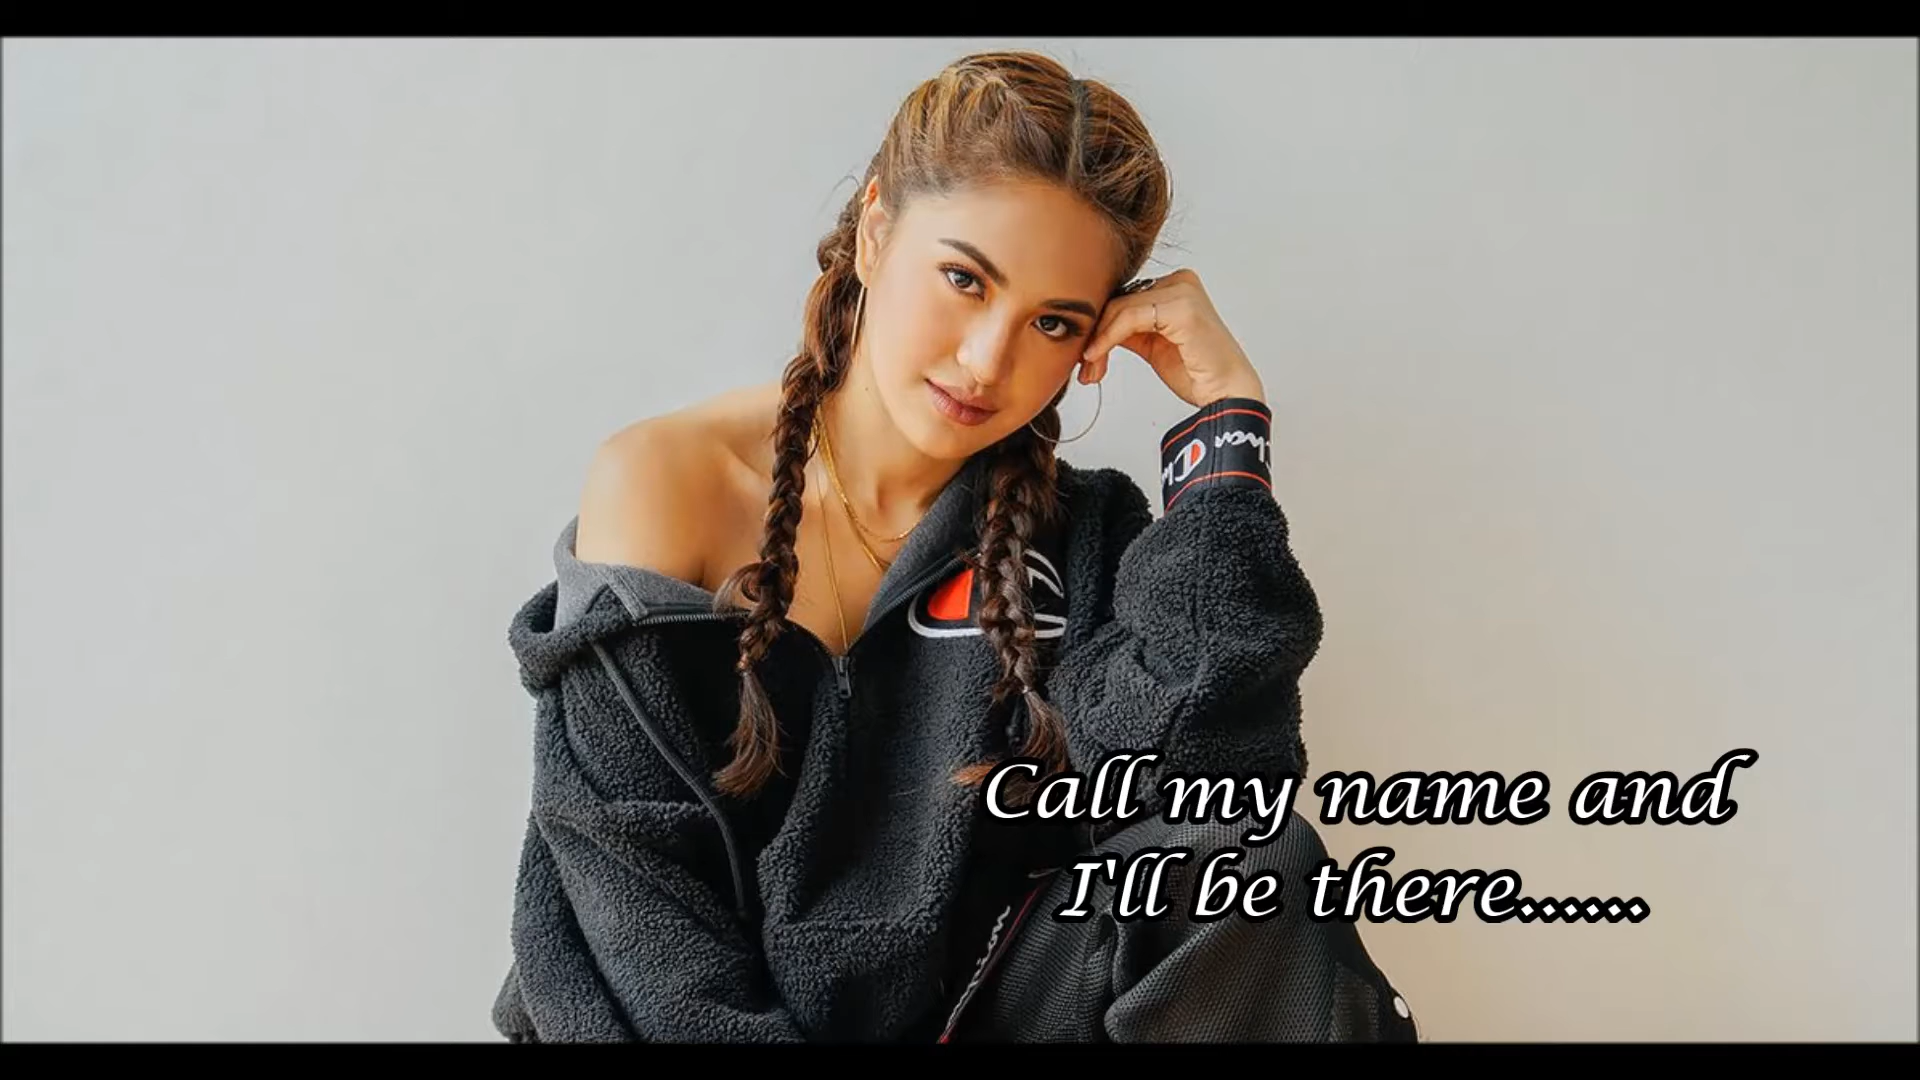 Call my name and
I'll be there......